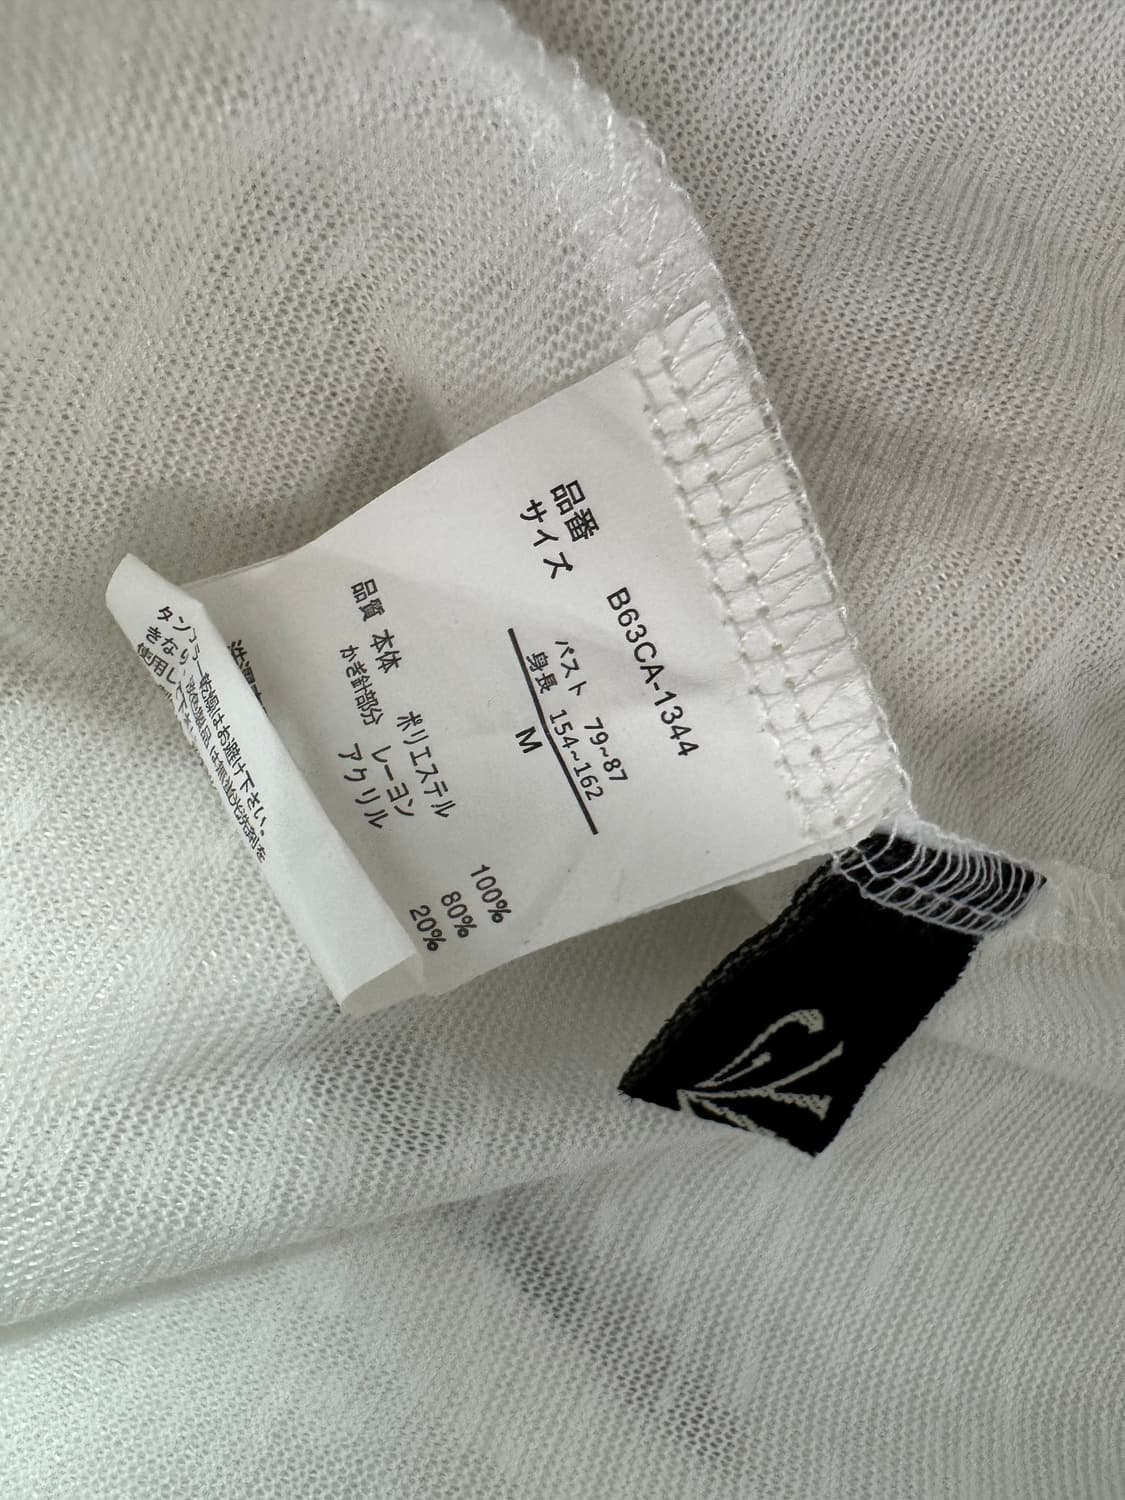 品番 B63CA-1344
サイズ
バスト 79~87
身長 154~162
M
品質 本体 ポリエステル 100%
かぎ針部分 レーヨン 80%
アクリル 20%
タンブラー乾燥はお避け下さい。